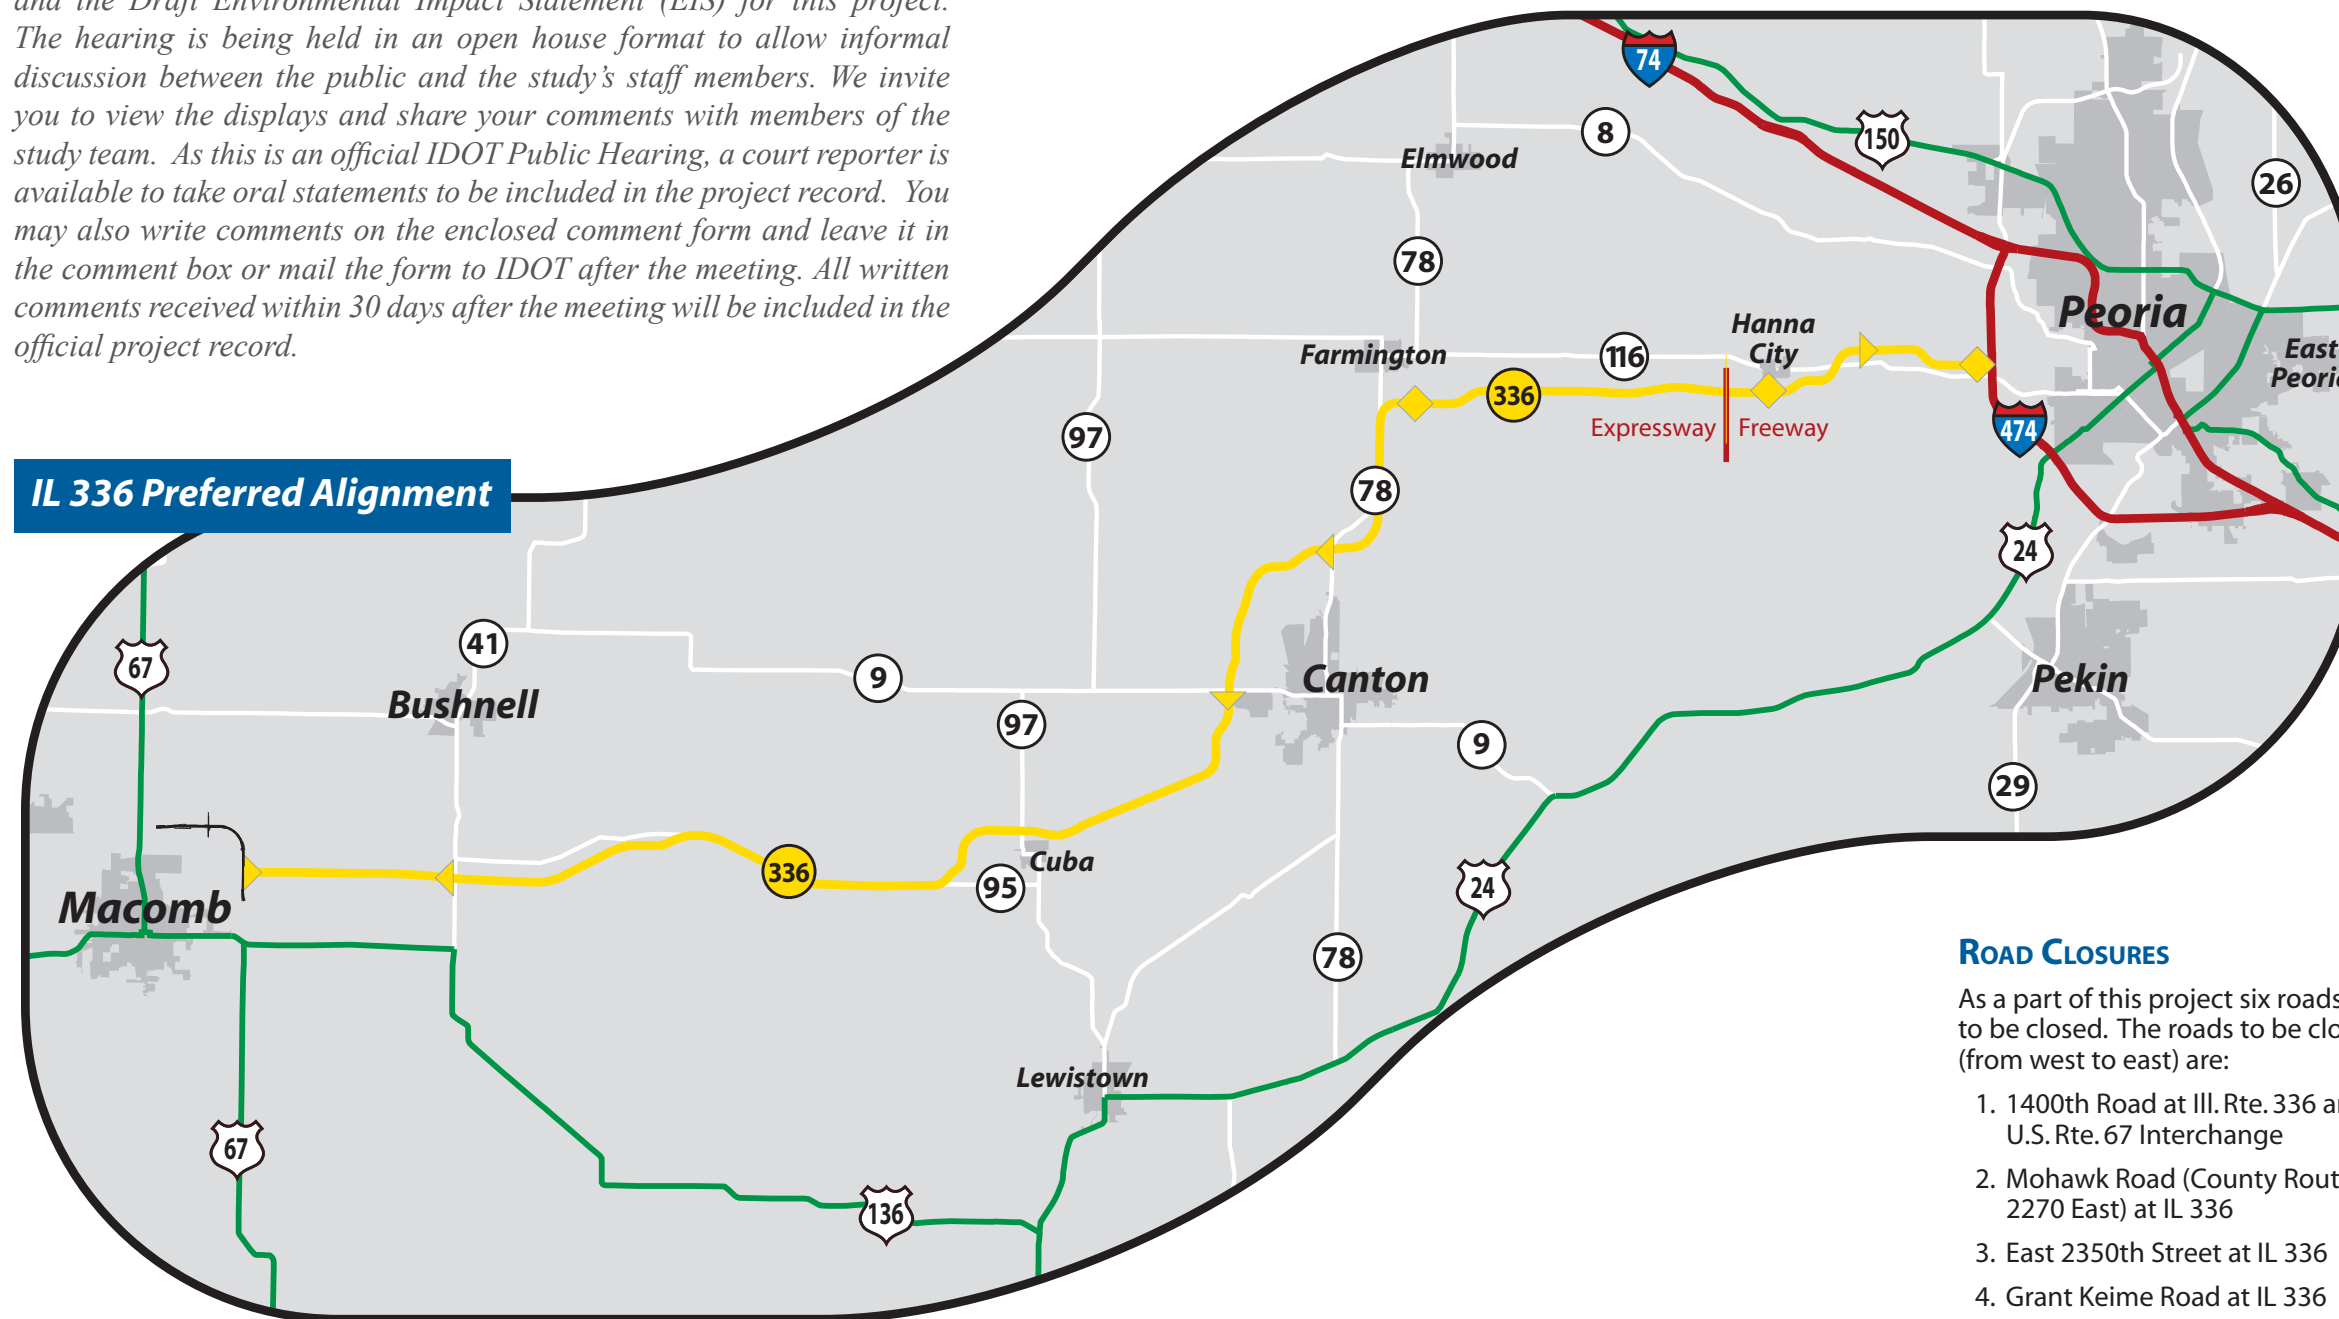 and the Draft Environmental Impact Statement (EIS) for this project.
The hearing is being held in an open house format to allow informal
discussion between the public and the study's staff members. We invite
you to view the displays and share your comments with members of the
study team. As this is an official IDOT Public Hearing, a court reporter is
available to take oral statements to be included in the project record. You
may also write comments on the enclosed comment form and leave it in
the comment box or mail the form to IDOT after the meeting. All written
comments received within 30 days after the meeting will be included in the
official project record.
IL 336 Preferred Alignment
74
150
8
26
Elmwood
78
Peoria
Hanna
City
Farmington
116
East
336
97
Expressway
Freeway
474
78
24
67
41
9
Bushnell
Canton
Pekin
97
9
29
336
Cuba
95
24
Macomb
78
Lewistown
67
136
ROAD CLOSURES
As a part of this project six roads
to be closed. The roads to be
(from west to east) are:
1. 1400th Road at Ill. Rte. 336
U.S. Rte. 67 Interchange
2. Mohawk Road (County
2270 East) at IL 336
3. East 2350th Street at IL 336
4. Grant Keime Road at IL 336